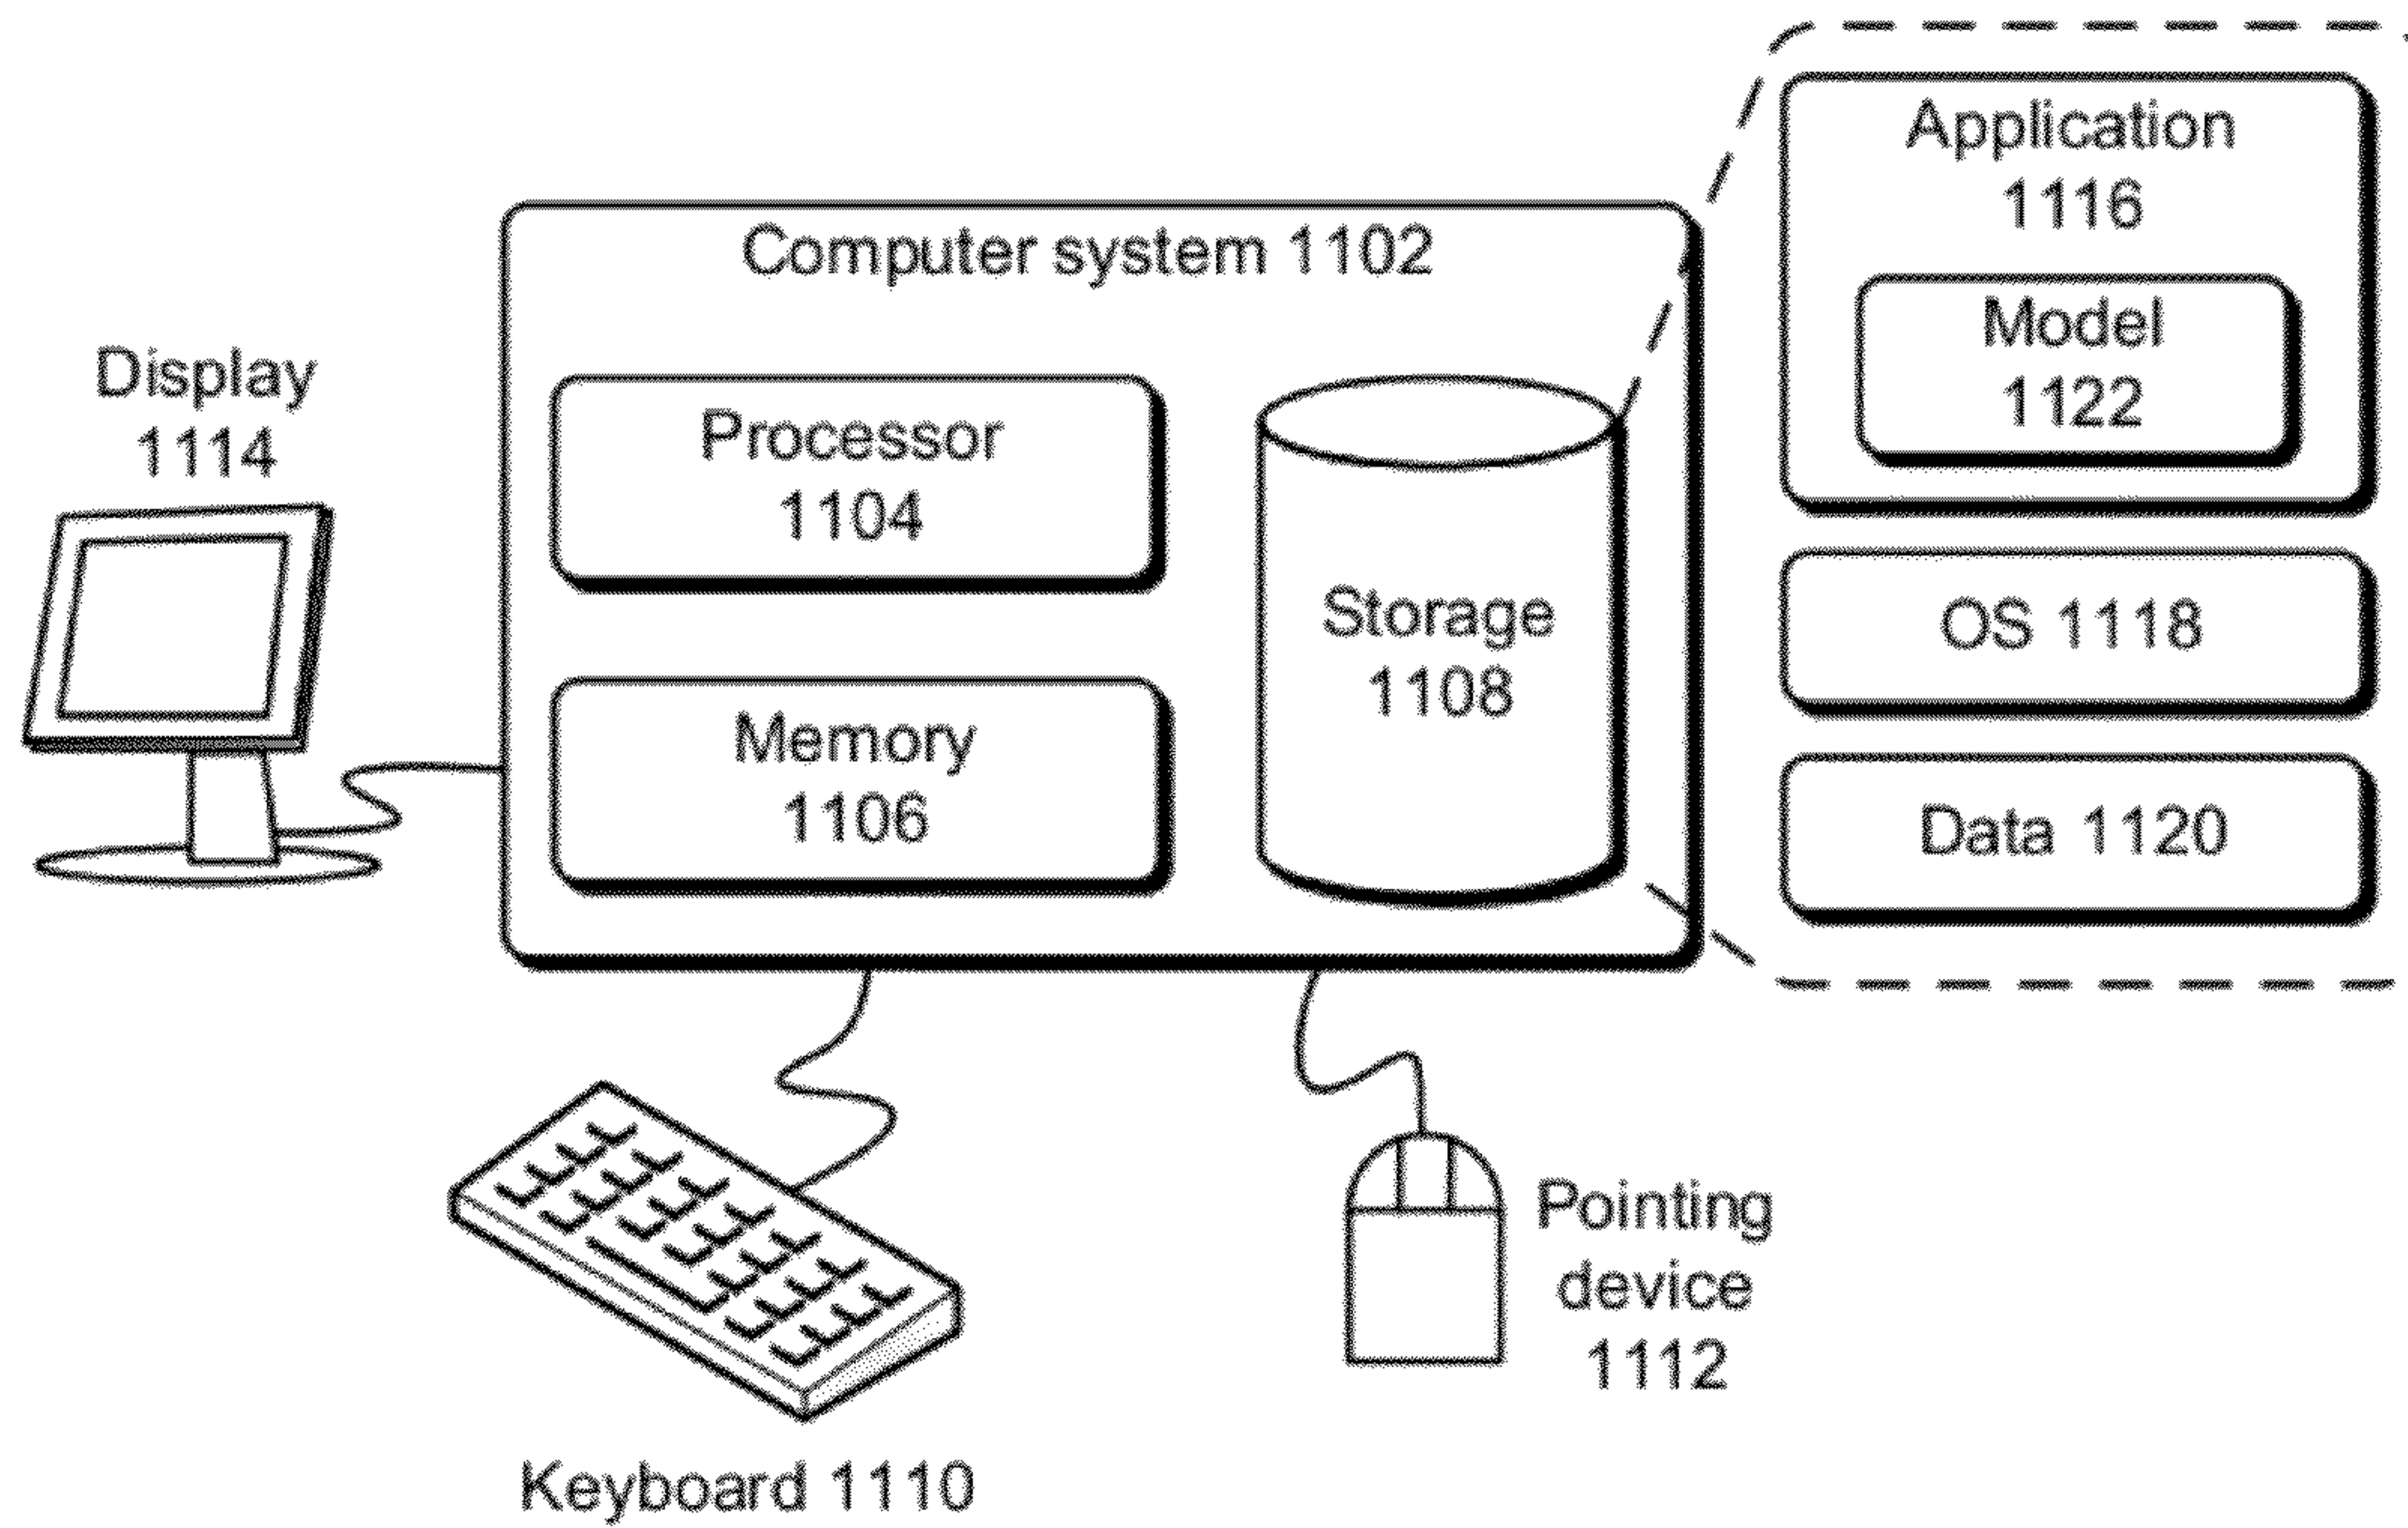 Application
1116
Model
1122
Computer system 1102
Display
1114
Processor
1104
Storage
1108
OS 1118
Memory
1106
Data 1120
Pointing
device
1112
Keyboard 1110